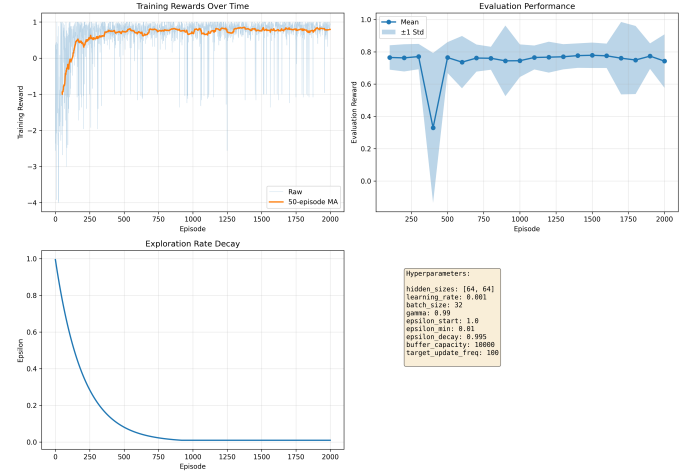 Training Rewards Over Time
Training Reward
1
0
−1
−2
−3
−4
0 250 500 750 1000 1250 1500 1750 2000
Episode
Raw
50-episode MA
Evaluation Performance
Evaluation Reward
1.0
0.8
0.6
0.4
0.2
0.0
250 500 750 1000 1250 1500 1750 2000
Episode
Mean
±1 Std
Exploration Rate Decay
Epsilon
1.0
0.8
0.6
0.4
0.2
0.0
0 250 500 750 1000 1250 1500 1750 2000
Episode
Hyperparameters:
hidden_sizes: [64, 64]
learning_rate: 0.001
batch_size: 32
gamma: 0.99
epsilon_start: 1.0
epsilon_min: 0.01
epsilon_decay: 0.995
buffer_capacity: 10000
target_update_freq: 100